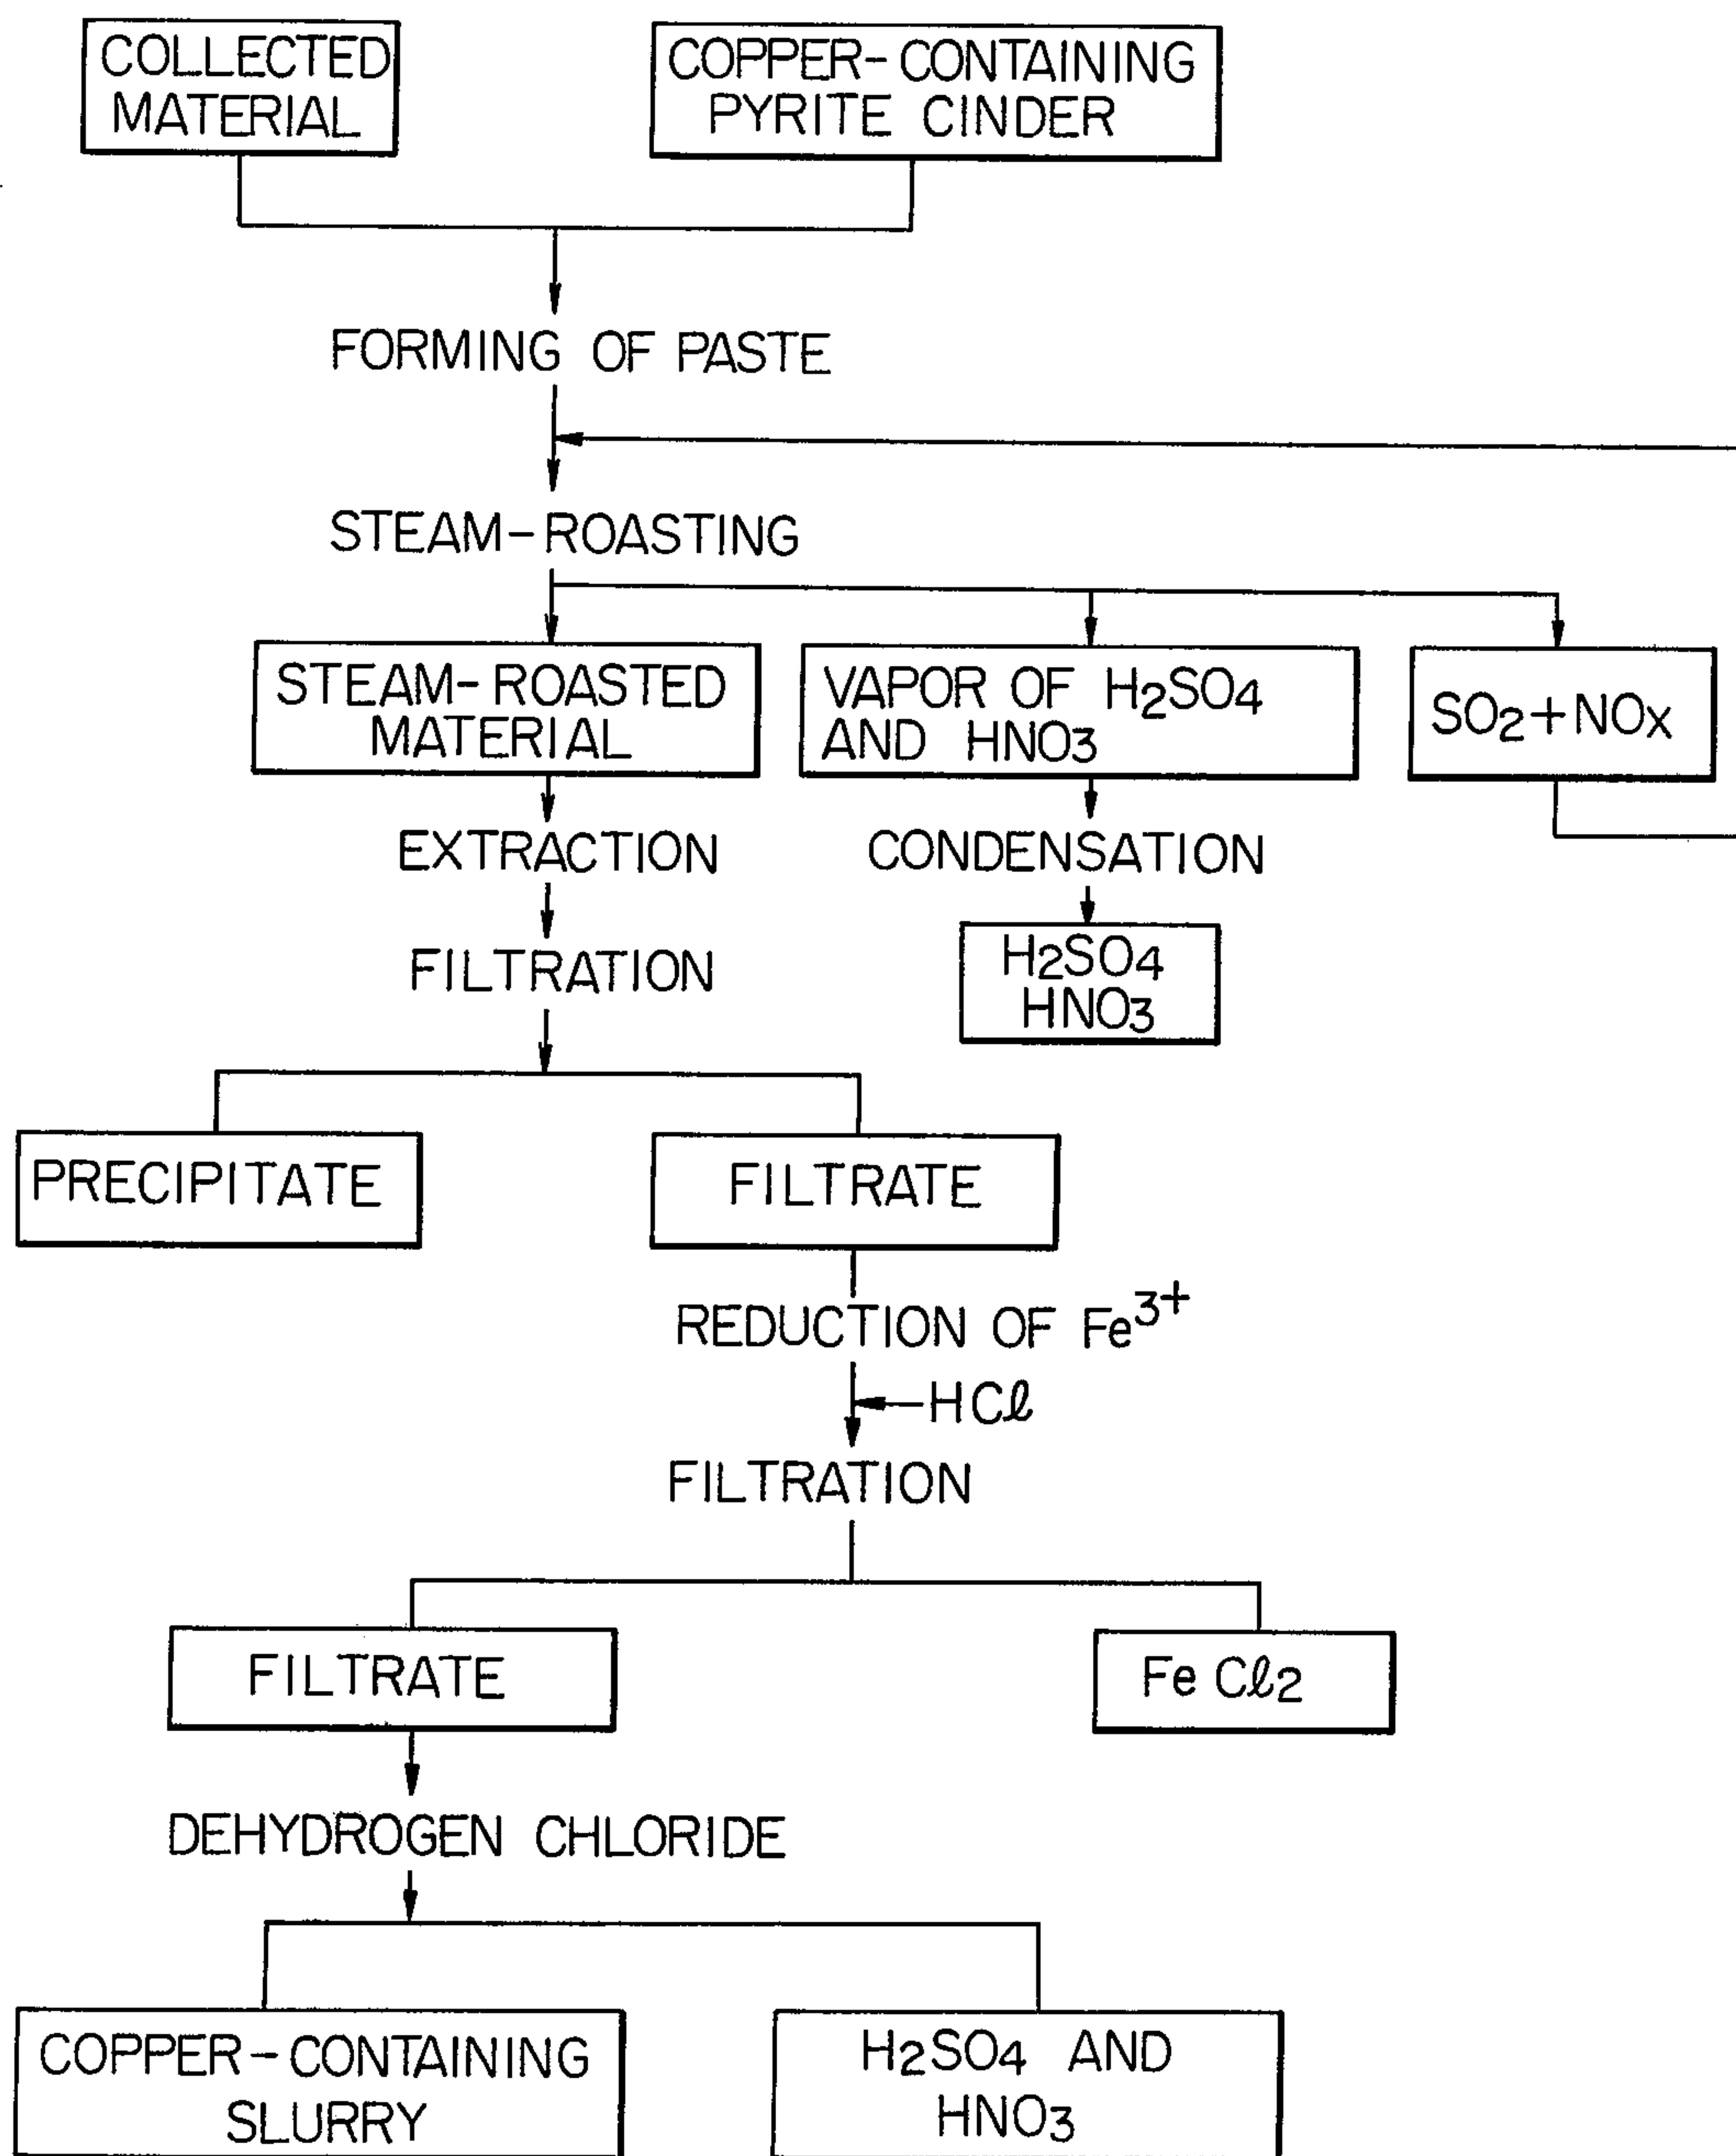 COLLECTED
MATERIAL
COPPER-CONTAINING
PYRITE CINDER
FORMING OF PASTE
STEAM-ROASTING
STEAM-ROASTED
MATERIAL
VAPOR OF H2SO4
AND HNO3
SO2+NOx
EXTRACTION
CONDENSATION
FILTRATION
H2SO4
HNO3
PRECIPITATE
FILTRATE
REDUCTION OF Fe3+
HCl
FILTRATION
FILTRATE
Fe Cl2
DEHYDROGEN CHLORIDE
COPPER-CONTAINING
SLURRY
H2SO4 AND
HNO3